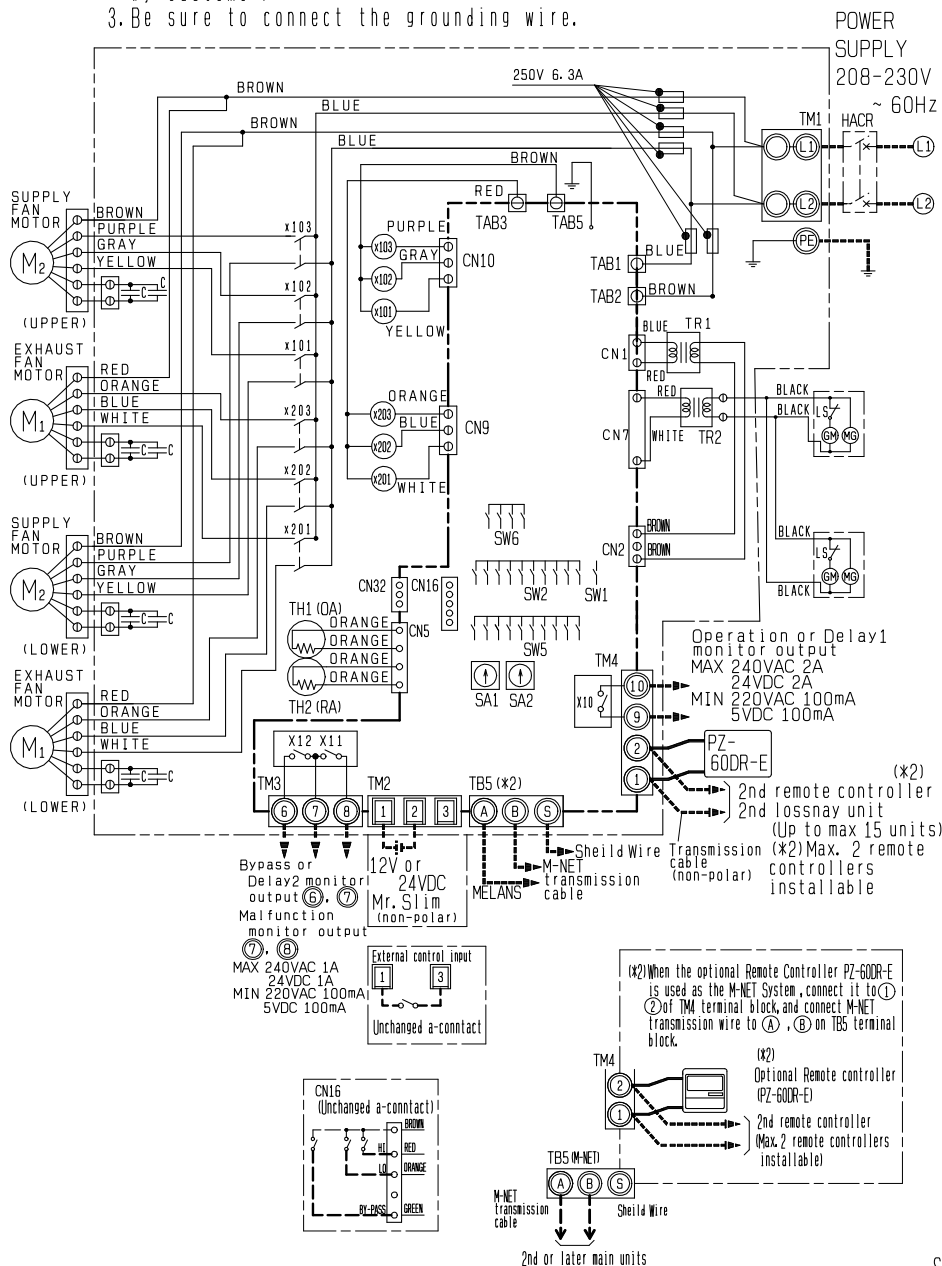 3. Be sure to connect the grounding wire.
POWER
SUPPLY
208-230V
~ 60Hz
250V 6.3A
BROWN
BLUE
BROWN
BLUE
BROWN
RED
TAB3
TAB5
TM1
HACR
L1
L1
L2
L2
PE
SUPPLY
FAN
MOTOR
M2
BROWN
PURPLE
GRAY
YELLOW
C
C
(UPPER)
X103
X102
X101
PURPLE
X103
GRAY
X102
X101
YELLOW
CN10
TAB1
BLUE
TAB2
BROWN
EXHAUST
FAN
MOTOR
M1
RED
ORANGE
BLUE
WHITE
C
C
(UPPER)
X203
X202
X201
ORANGE
X203
BLUE
X202
X201
WHITE
CN9
BLUE
TR1
CN1
RED
RED
CN7
WHITE
TR2
BLACK
BLACK
LS
GM
MG
SUPPLY
FAN
MOTOR
M2
BROWN
PURPLE
GRAY
YELLOW
C
C
(LOWER)
SW6
CN2
BROWN
BROWN
BLACK
LS
GM
MG
BLACK
CN32
CN16
SW2
SW1
TH1(OA)
ORANGE
ORANGE
ORANGE
ORANGE
TH2(RA)
CN5
SW5
SA1
SA2
EXHAUST
FAN
MOTOR
M1
RED
ORANGE
BLUE
WHITE
C
C
(LOWER)
TM4
X10
10
9
2
1
Operation or Delay1
monitor output
MAX 240VAC 2A
24VDC 2A
MIN 220VAC 100mA
5VDC 100mA
PZ-
60DR-E
(*2)
2nd remote controller
2nd lossnay unit
(Up to max 15 units)
Transmission
cable
(non-polar)
(*2)Max. 2 remote
controllers
installable
X12
X11
TM3
6
7
8
TM2
1
2
3
TB5(*2)
A
B
S
Sheild Wire
M-NET
transmission
cable
MELANS
Bypass or
Delay2 monitor
output 6, 7
Malfunction
monitor output
7, 8
MAX 240VAC 1A
24VDC 1A
MIN 220VAC 100mA
5VDC 100mA
12V or
24VDC
Mr. Slim
(non-polar)
External control input
1
3
Unchanged a-conntact
CN16
(Unchanged a-conntact)
BROWN
HI
RED
LO
ORANGE
BY-PASS
GREEN
(*2)When the optional Remote Controller PZ-60DR-E
is used as the M-NET System, connect it to 1
2 of TM4 terminal block, and connect M-NET
transmission wire to A, B on TB5 terminal
block.
TM4
2
1
(*2)
Optional Remote controller
(PZ-60DR-E)
2nd remote controller
(Max. 2 remote controllers
installable)
TB5(M-NET)
A
B
S
M-NET
transmission
cable
Sheild Wire
2nd or later main units